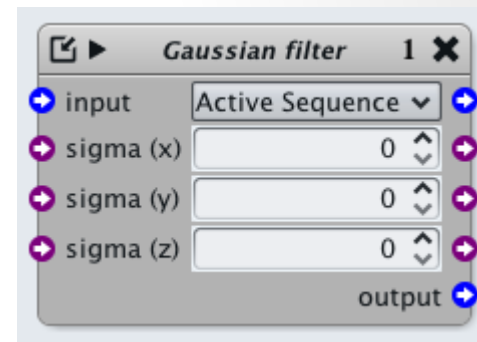 Gaussian filter 1
input Active Sequence
sigma (x) 0
sigma (y) 0
sigma (z) 0
output